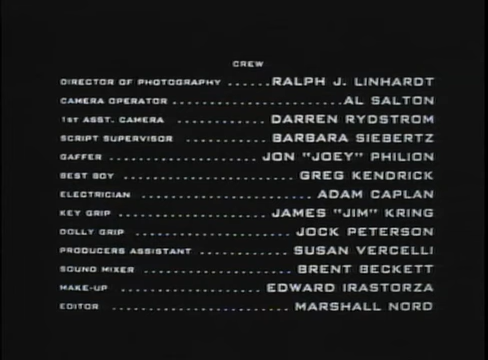 CREW
DIRECTOR OF PHOTOGRAPHY ...... RALPH J. LINHARDT
CAMERA OPERATOR ........................ AL SALTON
1st ASST. CAMERA ............... DARREN RYDSTROM
SCRIPT SUPERVISOR ............ BARBARA SIEBERTZ
GAFFER ....................... JON "JOEY" PHILION
BEST BOY ........................... GREG KENDRICK
ELECTRICIAN ........................ ADAM CAPLAN
KEY GRIP ....................... JAMES "JIM" KRING
DOLLY GRIP ........................ JOCK PETERSON
PRODUCERS ASSISTANT ............. SUSAN VERCELLI
SOUND MIXER ..................... BRENT BECKETT
MAKE-UP ..................... EDWARD IRASTORZA
EDITOR ......................... MARSHALL NORD